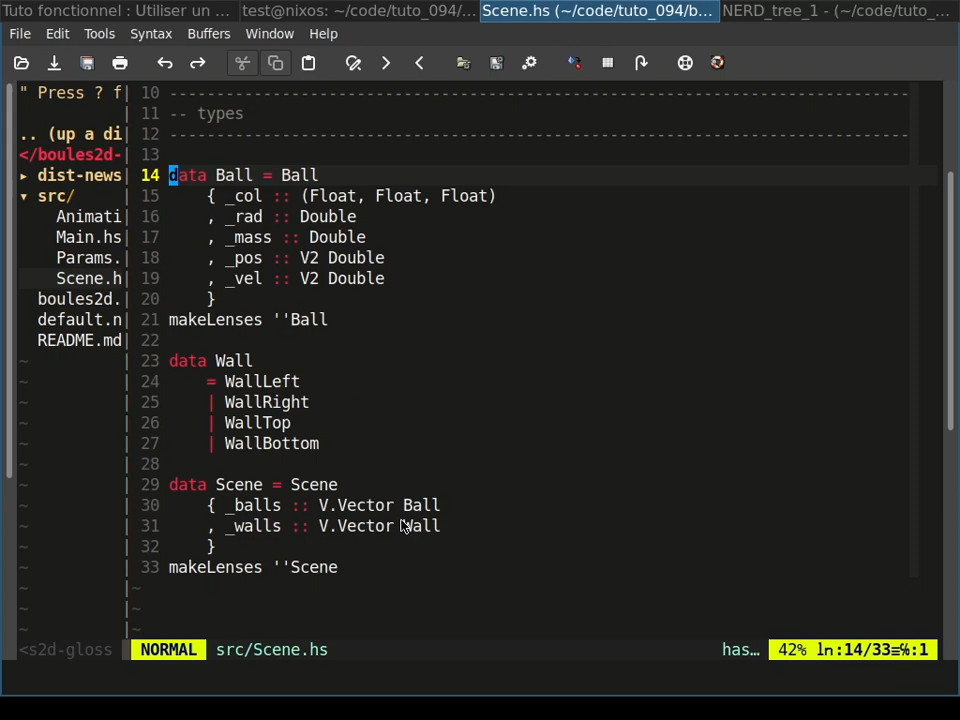 Tuto fonctionnel : Utiliser un ... test@nixos: ~/code/tuto_094/... Scene.hs (~/code/tuto_094/b... NERD_tree_1 - (~/code/tuto_...
File Edit Tools Syntax Buffers Window Help
" Press ? f
.. (up a di
</boules2d-
▸ dist-news
▾ src/
Animati
Main.hs
Params.
Scene.h
boules2d.
default.n
README.md
10 -------------------------------------------------------------------------------
11 -- types
12 -------------------------------------------------------------------------------
13
14 data Ball = Ball
15     { _col :: (Float, Float, Float)
16     , _rad :: Double
17     , _mass :: Double
18     , _pos :: V2 Double
19     , _vel :: V2 Double
20     }
21 makeLenses ''Ball
22
23 data Wall
24     = WallLeft
25     | WallRight
26     | WallTop
27     | WallBottom
28
29 data Scene = Scene
30     { _balls :: V.Vector Ball
31     , _walls :: V.Vector Wall
32     }
33 makeLenses ''Scene
<s2d-gloss NORMAL src/Scene.hs has… 42% ln:14/33≡℅:1